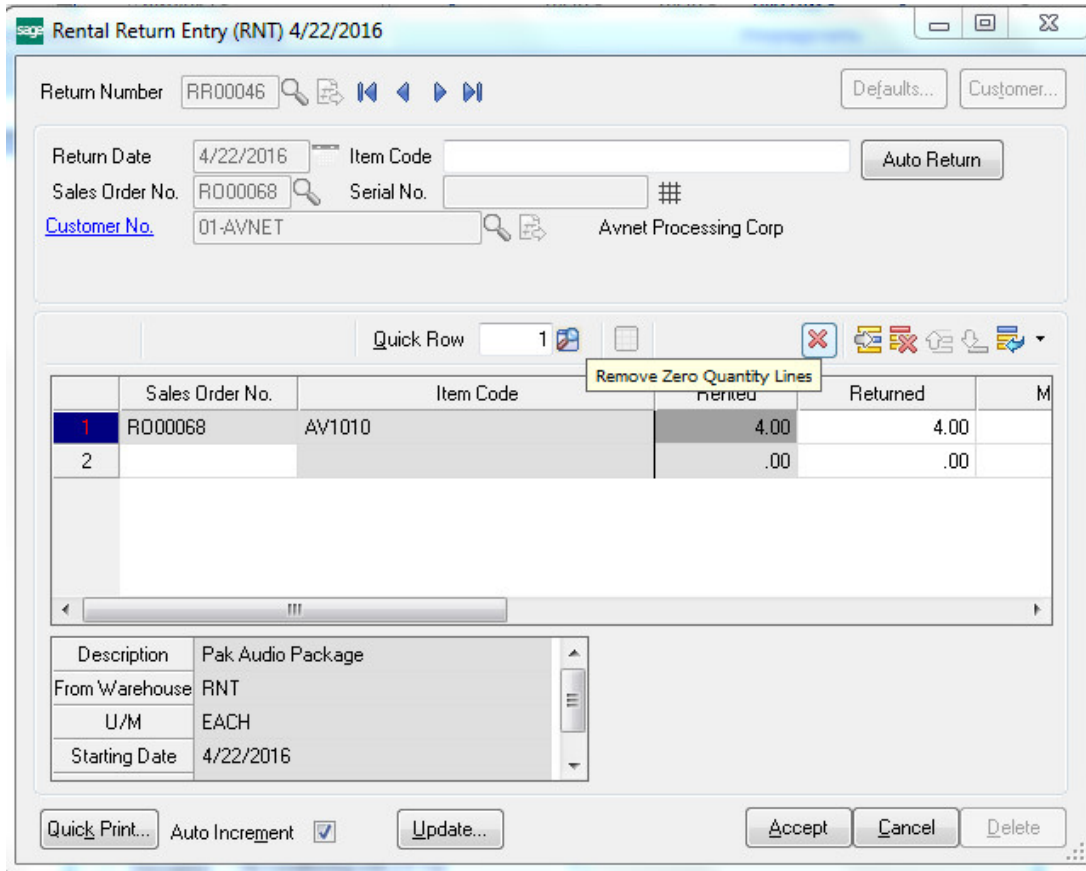 sage Rental Return Entry (RNT) 4/22/2016
Return Number RR00046 Defaults... Customer...
Return Date 4/22/2016 Item Code Auto Return
Sales Order No. RO00068 Serial No.
Customer No. 01-AVNET Avnet Processing Corp
Quick Row 1
Remove Zero Quantity Lines
Sales Order No. Item Code Rented Returned M
1 RO00068 AV1010 4.00 4.00
2 .00 .00
Description Pak Audio Package
From Warehouse RNT
U/M EACH
Starting Date 4/22/2016
Quick Print... Auto Increment Update... Accept Cancel Delete